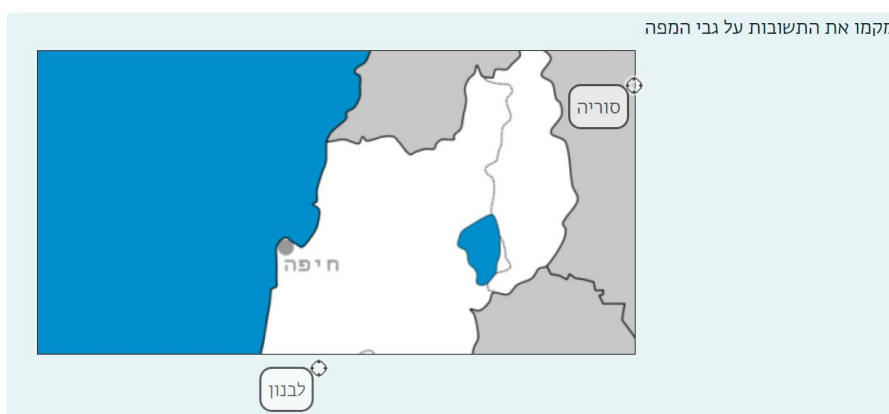 מקמו את התשובות על גבי המפה
סוריה
חיפה
לבנון